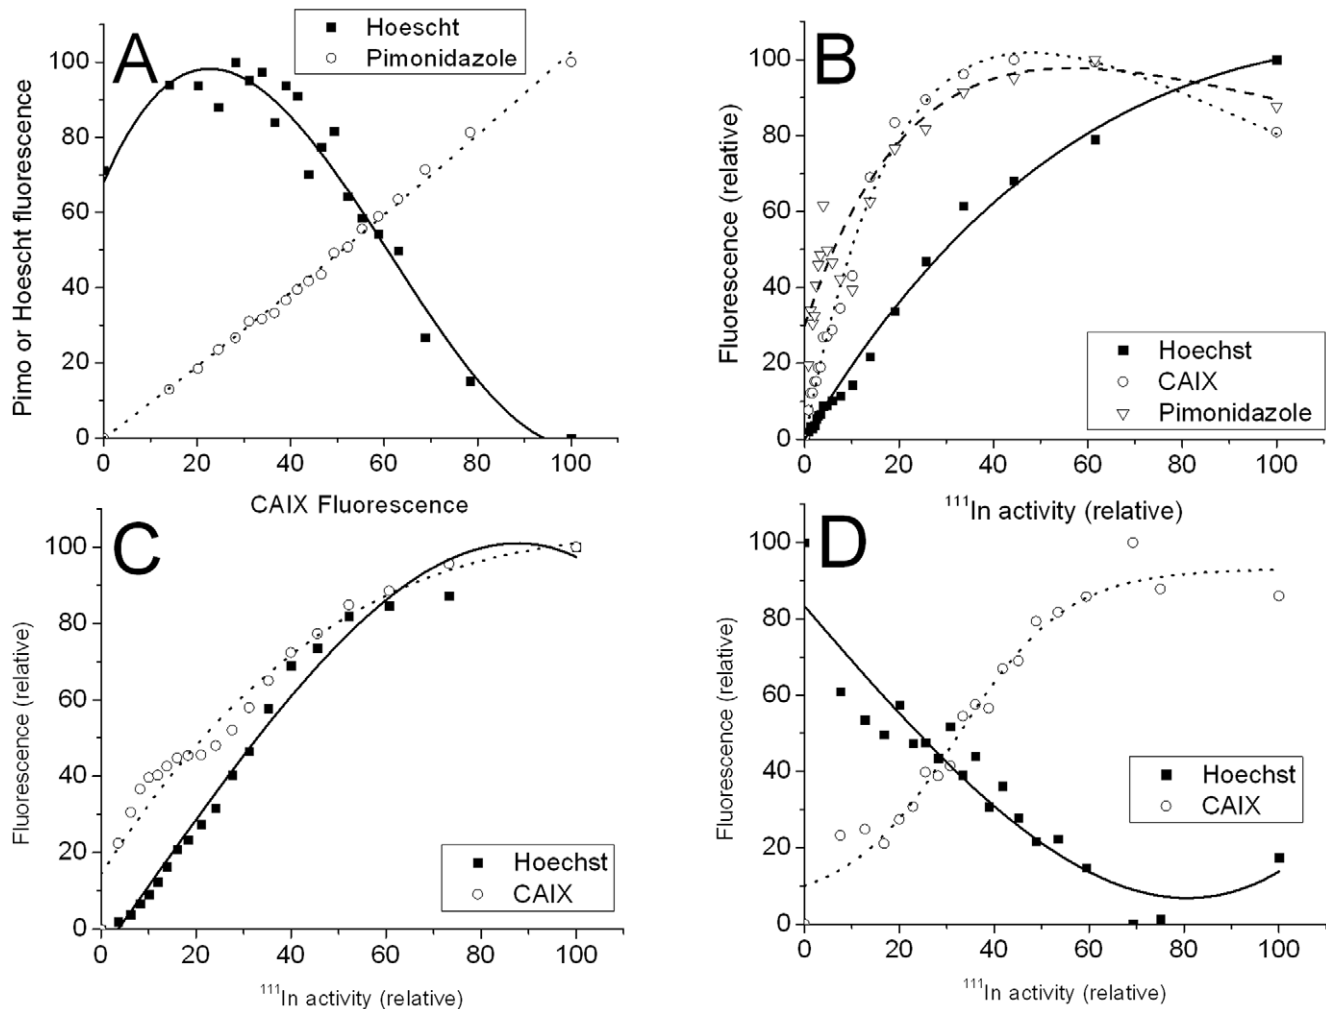 A
Hoescht
Pimonidazole
Pimo or Hoescht fluorescence
100
80
60
40
20
0
0 20 40 60 80 100
CAIX Fluorescence
B
Fluorescence (relative)
100
80
60
40
20
0
Hoechst
CAIX
Pimonidazole
0 20 40 60 80 100
111In activity (relative)
C
Fluorescence (relative)
100
80
60
40
20
0
Hoechst
CAIX
0 20 40 60 80 100
111In activity (relative)
D
Fluorescence (relative)
100
80
60
40
20
0
Hoechst
CAIX
0 20 40 60 80 100
111In activity (relative)